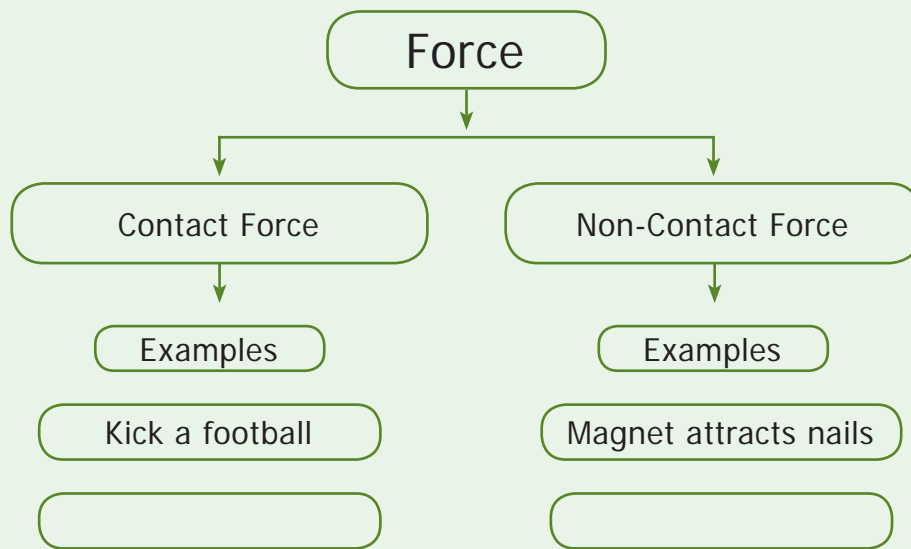 Force
Contact Force
Non-Contact Force
Examples
Examples
Kick a football
Magnet attracts nails